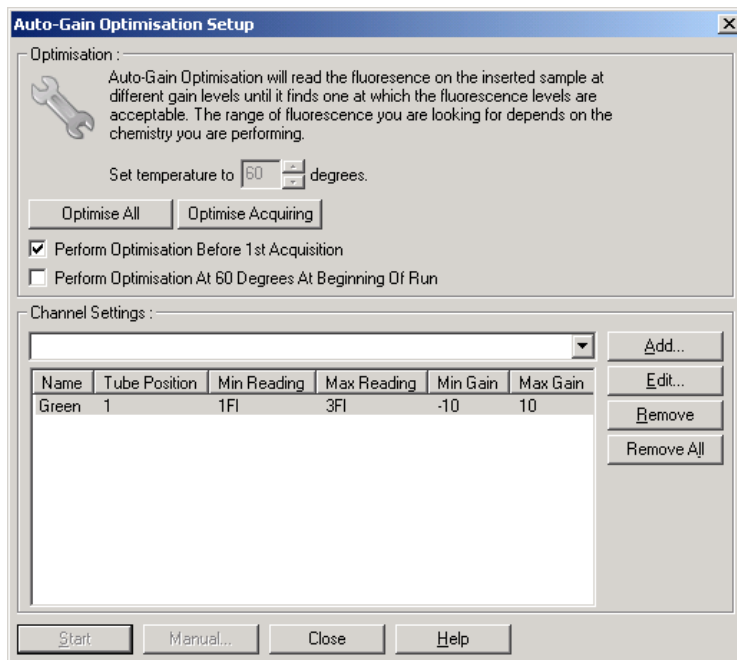 Auto-Gain Optimisation Setup
Optimisation :
Auto-Gain Optimisation will read the fluoresence on the inserted sample at
different gain levels until it finds one at which the fluorescence levels are
acceptable. The range of fluorescence you are looking for depends on the
chemistry you are performing.
Set temperature to 60 degrees.
Optimise All Optimise Acquiring
Perform Optimisation Before 1st Acquisition
Perform Optimisation At 60 Degrees At Beginning Of Run
Channel Settings :
Add...
Name Tube Position Min Reading Max Reading Min Gain Max Gain Edit...
Green 1 1Fl 3Fl -10 10
Remove
Remove All
Start Manual... Close Help